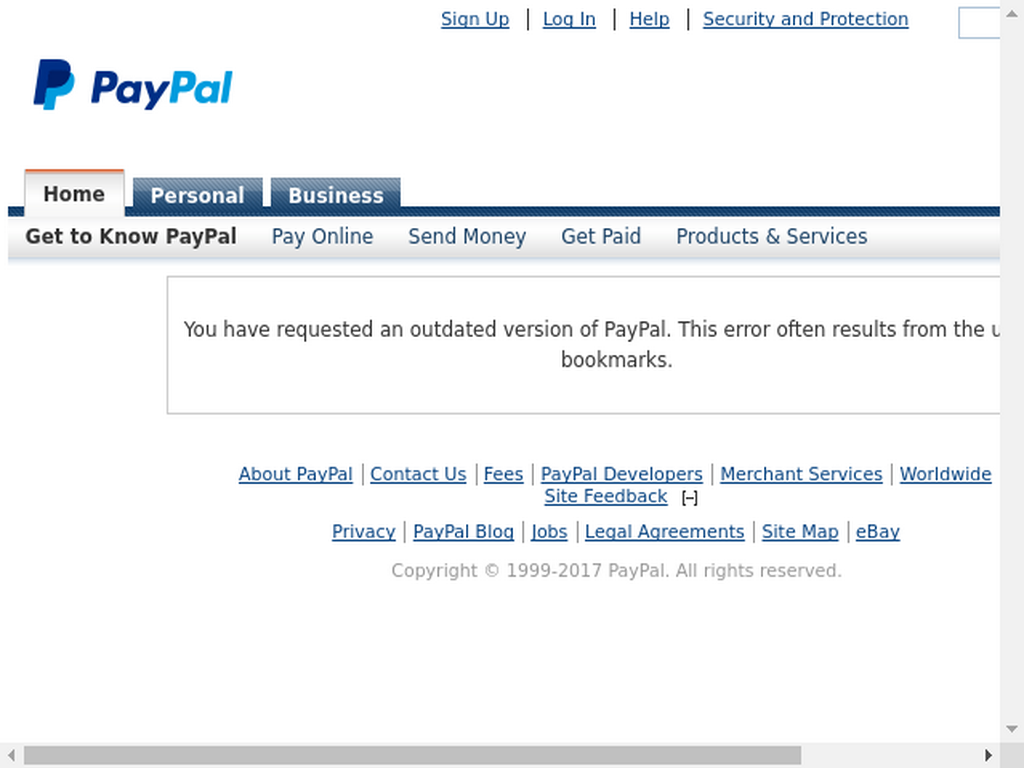 Sign Up | Log In | Help | Security and Protection
PayPal
Home Personal Business
Get to Know PayPal Pay Online Send Money Get Paid Products & Services
You have requested an outdated version of PayPal. This error often results from the
bookmarks.
About PayPal | Contact Us | Fees | PayPal Developers | Merchant Services | Worldwide
Site Feedback [–]
Privacy | PayPal Blog | Jobs | Legal Agreements | Site Map | eBay
Copyright © 1999-2017 PayPal. All rights reserved.